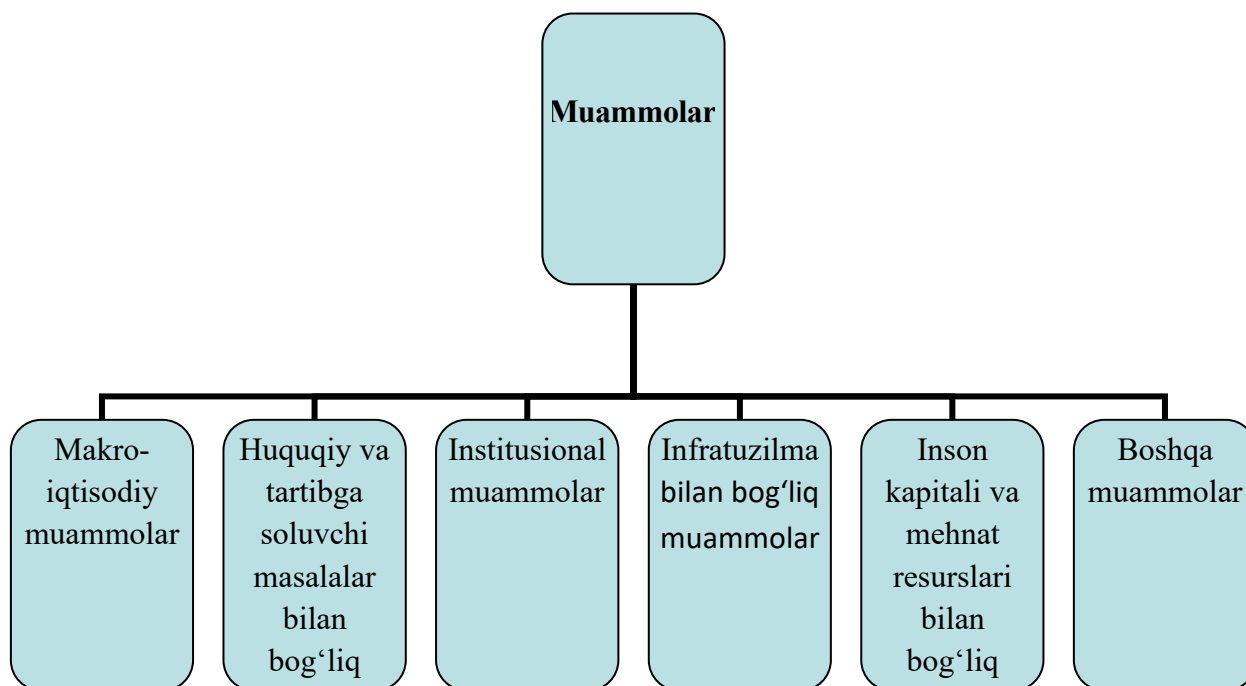 Muammolar
Makro-
iqtisodiy
muammolar
Huquqiy va
tartibga
soluvchi
masalalar
bilan
bog‘liq
Institusional
muammolar
Infratuzilma
bilan bog‘liq
muammolar
Inson
kapitali va
mehnat
resurslari
bilan
bog‘liq
Boshqa
muammolar